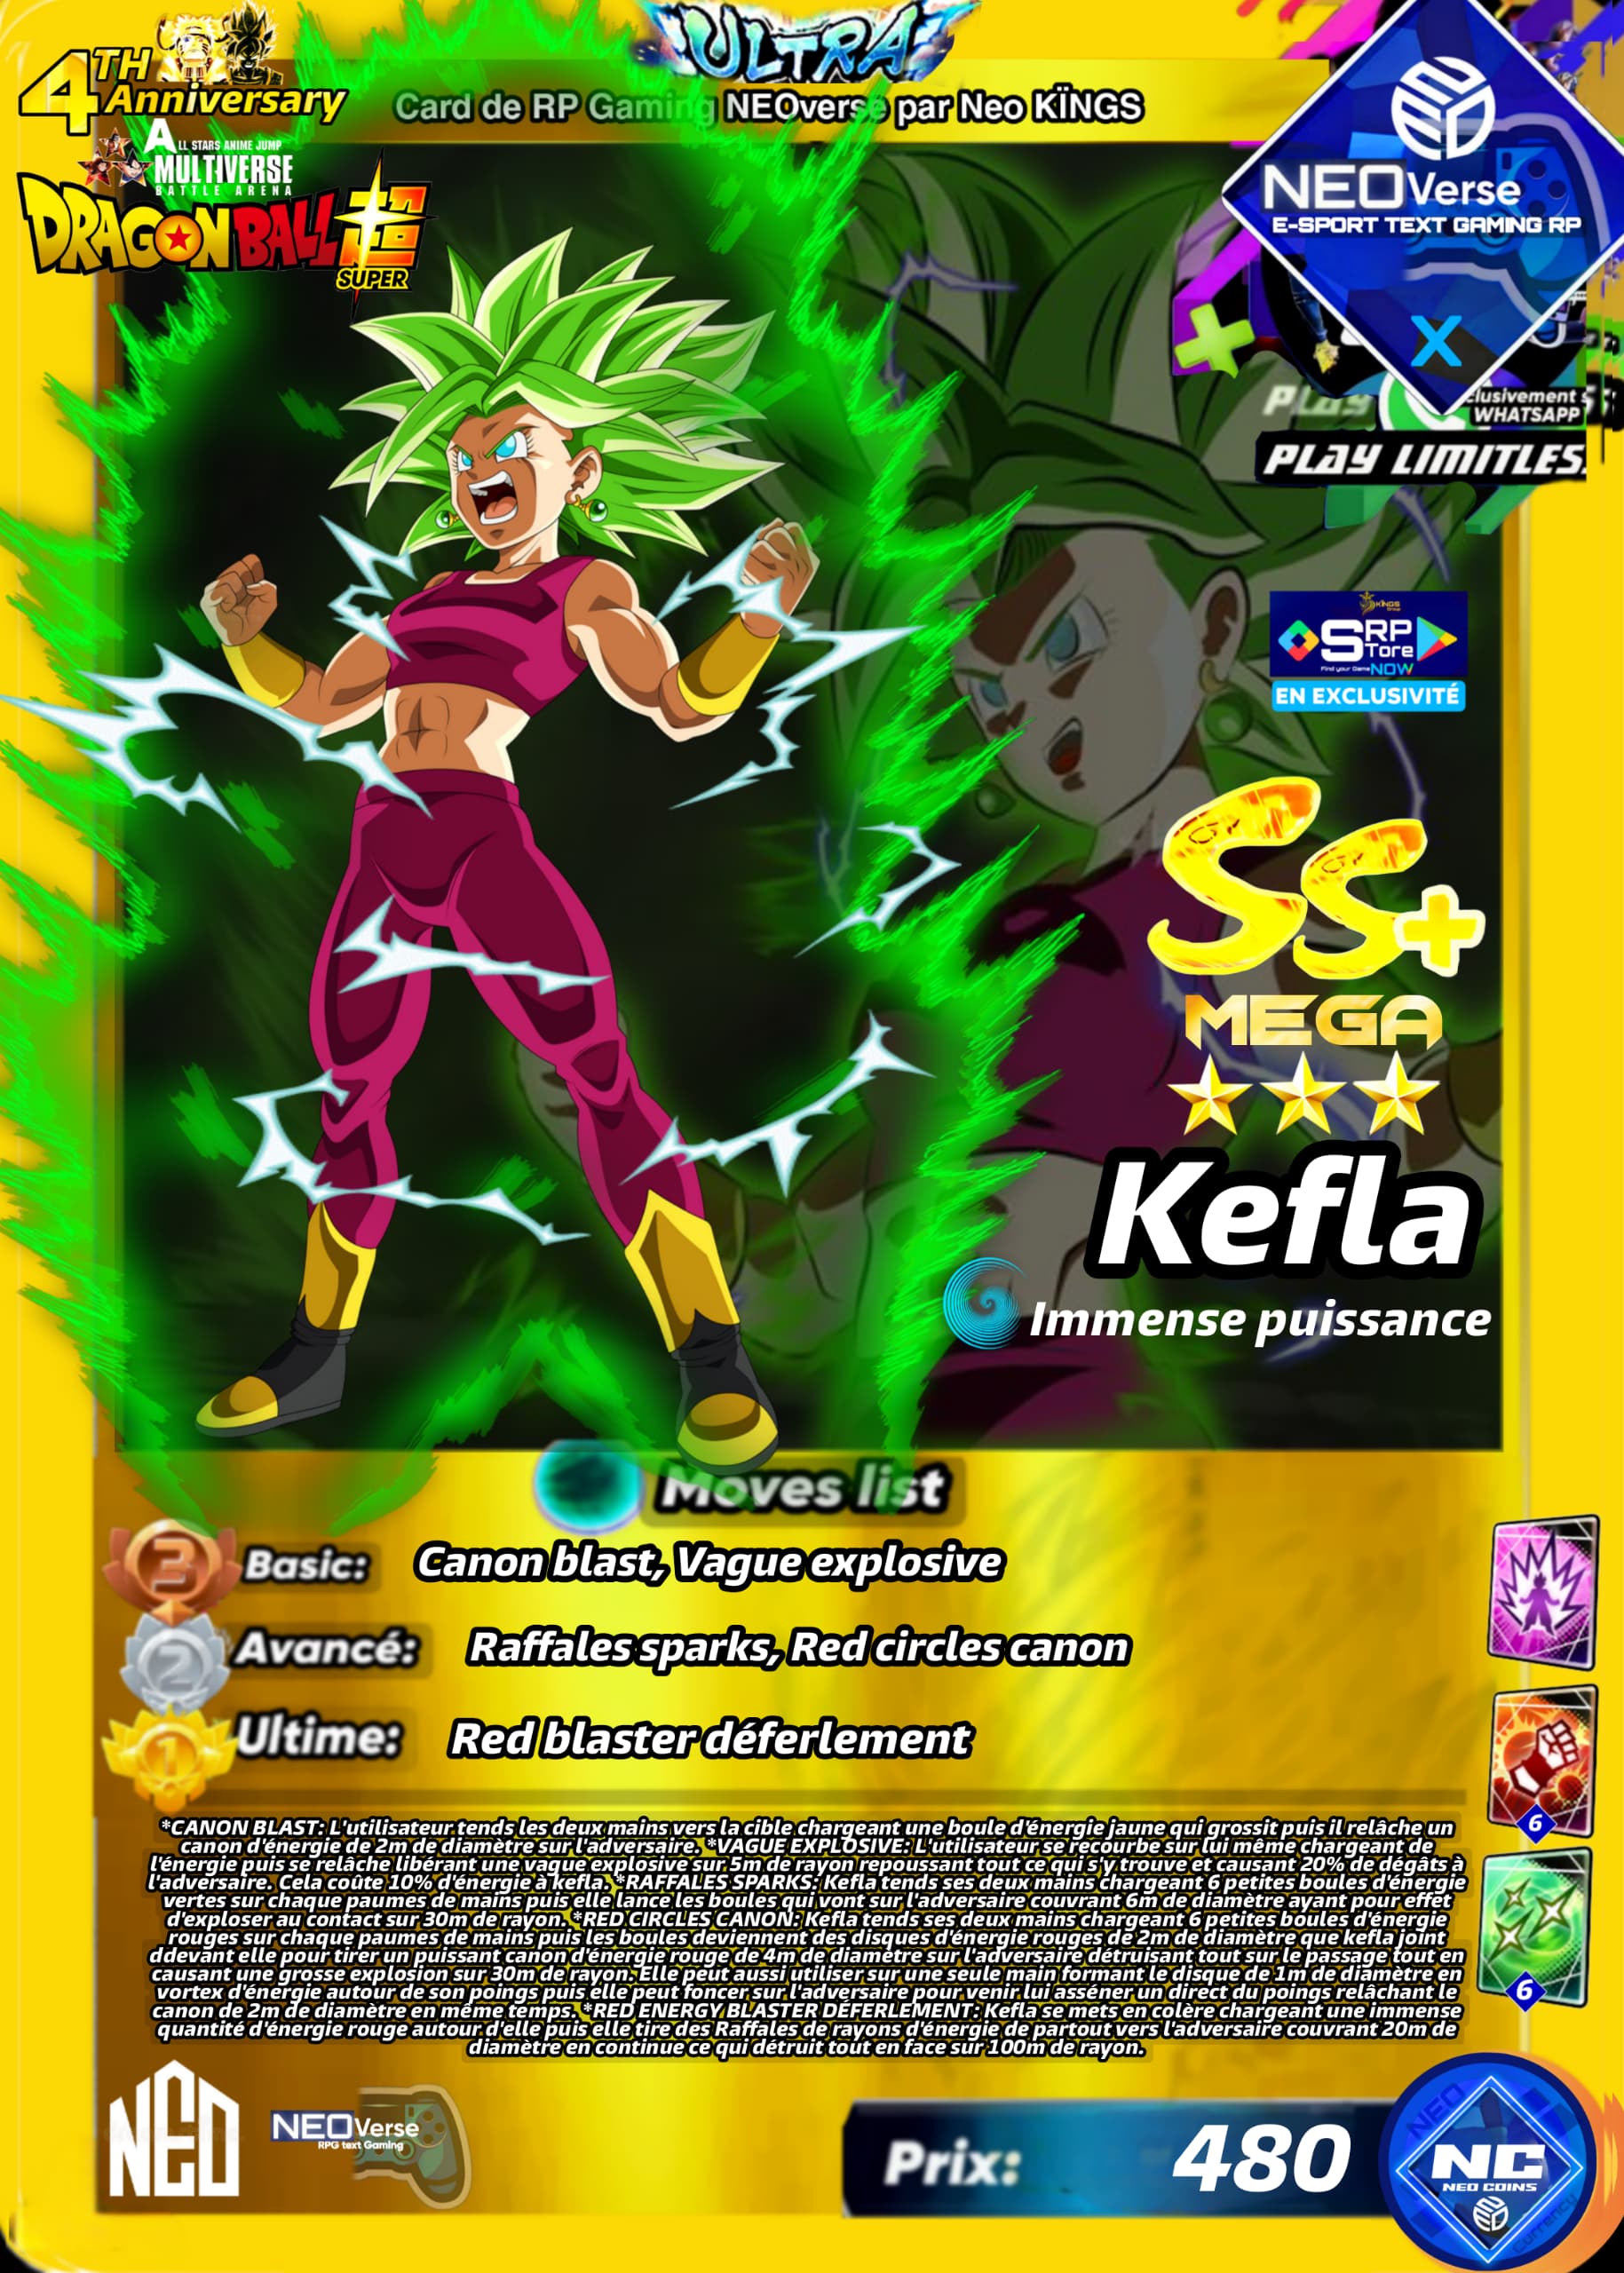 ULTRA
4TH
Anniversary
Card de RP Gaming NEOverse par Neo KÏNGS
ALL STARS ANIME JUMP
MULTIVERSE
BATTLE ARENA
DRAGON BALL 超
SUPER
NEOVerse
E-SPORT TEXT GAMING RP
X
PLAY
clusivement
WHATSAPP
PLAY LIMITLES
KiNGS
SRP
Tore
Find your Game NOW
EN EXCLUSIVITÉ
SS+
MEGA
Kefla
Immense puissance
Moves list
3 Basic: Canon blast, Vague explosive
2 Avancé: Raffales sparks, Red circles canon
1 Ultime: Red blaster déferlement
6
6
*CANON BLAST: L'utilisateur tends les deux mains vers la cible chargeant une boule d'énergie jaune qui grossit puis il relâche un
canon d'énergie de 2m de diamètre sur l'adversaire. *VAGUE EXPLOSIVE: L'utilisateur se recourbe sur lui même chargeant de
l'énergie puis se relâche libérant une vague explosive sur 5m de rayon repoussant tout ce qui s'y trouve et causant 20% de dégâts à
l'adversaire. Cela coûte 10% d'énergie à kefla. *RAFFALES SPARKS: Kefla tends ses deux mains chargeant 6 petites boules d'énergie
vertes sur chaque paumes de mains puis elle lance les boules qui vont sur l'adversaire couvrant 6m de diamètre ayant pour effet
d'exploser au contact sur 30m de rayon. *RED CIRCLES CANON: Kefla tends ses deux mains chargeant 6 petites boules d'énergie
rouges sur chaque paumes de mains puis les boules deviennent des disques d'énergie rouges de 2m de diamètre que kefla joint
ddevant elle pour tirer un puissant canon d'énergie rouge de 4m de diamètre sur l'adversaire détruisant tout sur le passage tout en
causant une grosse explosion sur 30m de rayon. Elle peut aussi utiliser sur une seule main formant le disque de 1m de diamètre en
vortex d'énergie autour de son poings puis elle peut foncer sur l'adversaire pour venir lui asséner un direct du poings relâchant le
canon de 2m de diamètre en même temps. *RED ENERGY BLASTER DÉFERLEMENT: Kefla se mets en colère chargeant une immense
quantité d'énergie rouge autour d'elle puis elle tire des Raffales de rayons d'énergie de partout vers l'adversaire couvrant 20m de
diamètre en continue ce qui détruit tout en face sur 100m de rayon.
NEO
NEOVerse
RPG text Gaming
Prix: 480
NC
NEO COINS
Currency